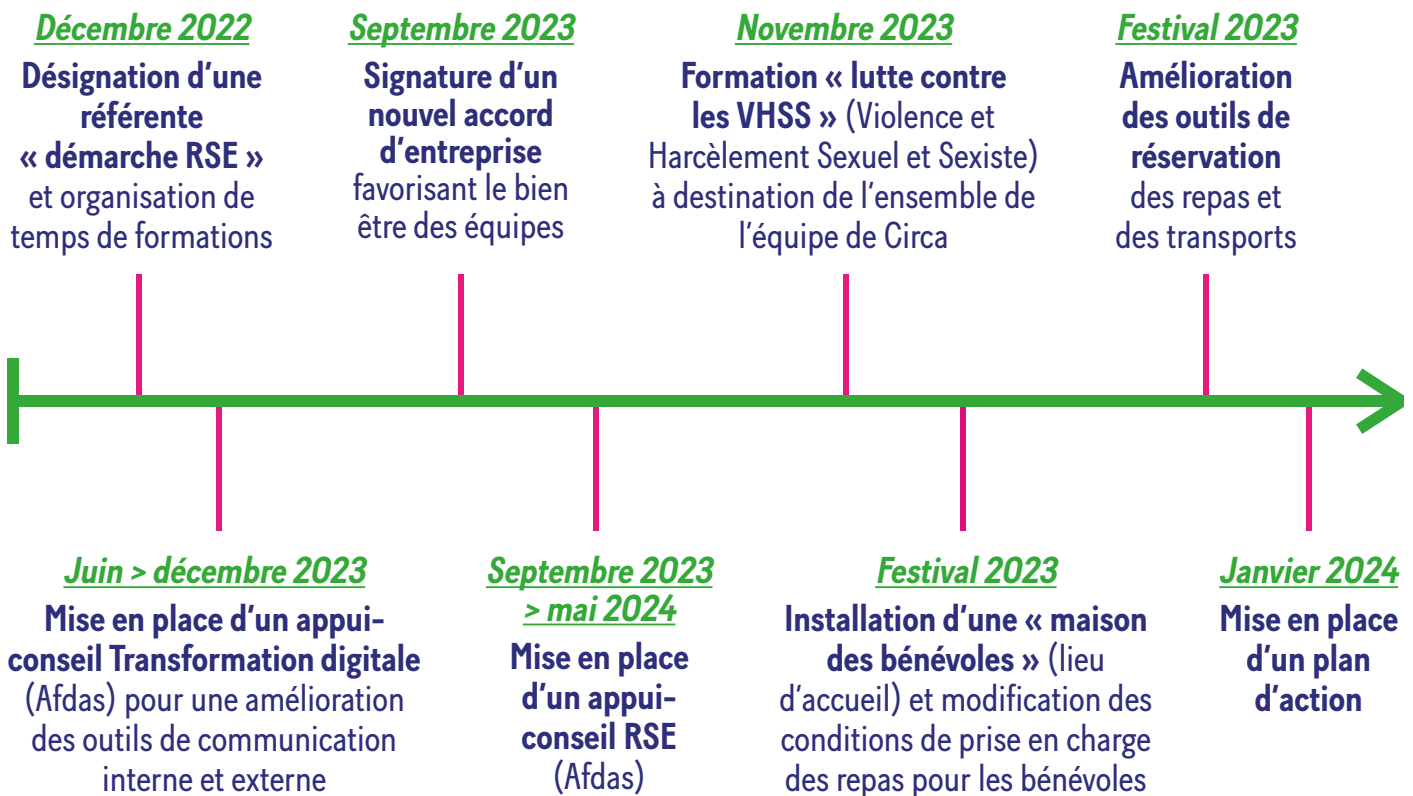 Décembre 2022
Désignation d’une
référente
« démarche RSE »
et organisation de
temps de formations
Septembre 2023
Signature d’un
nouvel accord
d’entreprise
favorisant le bien
être des équipes
Novembre 2023
Formation « lutte contre
les VHSS » (Violence et
Harcèlement Sexuel et Sexiste)
à destination de l’ensemble de
l’équipe de Circa
Festival 2023
Amélioration
des outils de
réservation
des repas et
des transports
Juin > décembre 2023
Mise en place d’un appui-
conseil Transformation digitale
(Afdas) pour une amélioration
des outils de communication
interne et externe
Septembre 2023
> mai 2024
Mise en place
d’un appui-
conseil RSE
(Afdas)
Festival 2023
Installation d’une « maison
des bénévoles » (lieu
d’accueil) et modification des
conditions de prise en charge
des repas pour les bénévoles
Janvier 2024
Mise en place
d’un plan
d’action